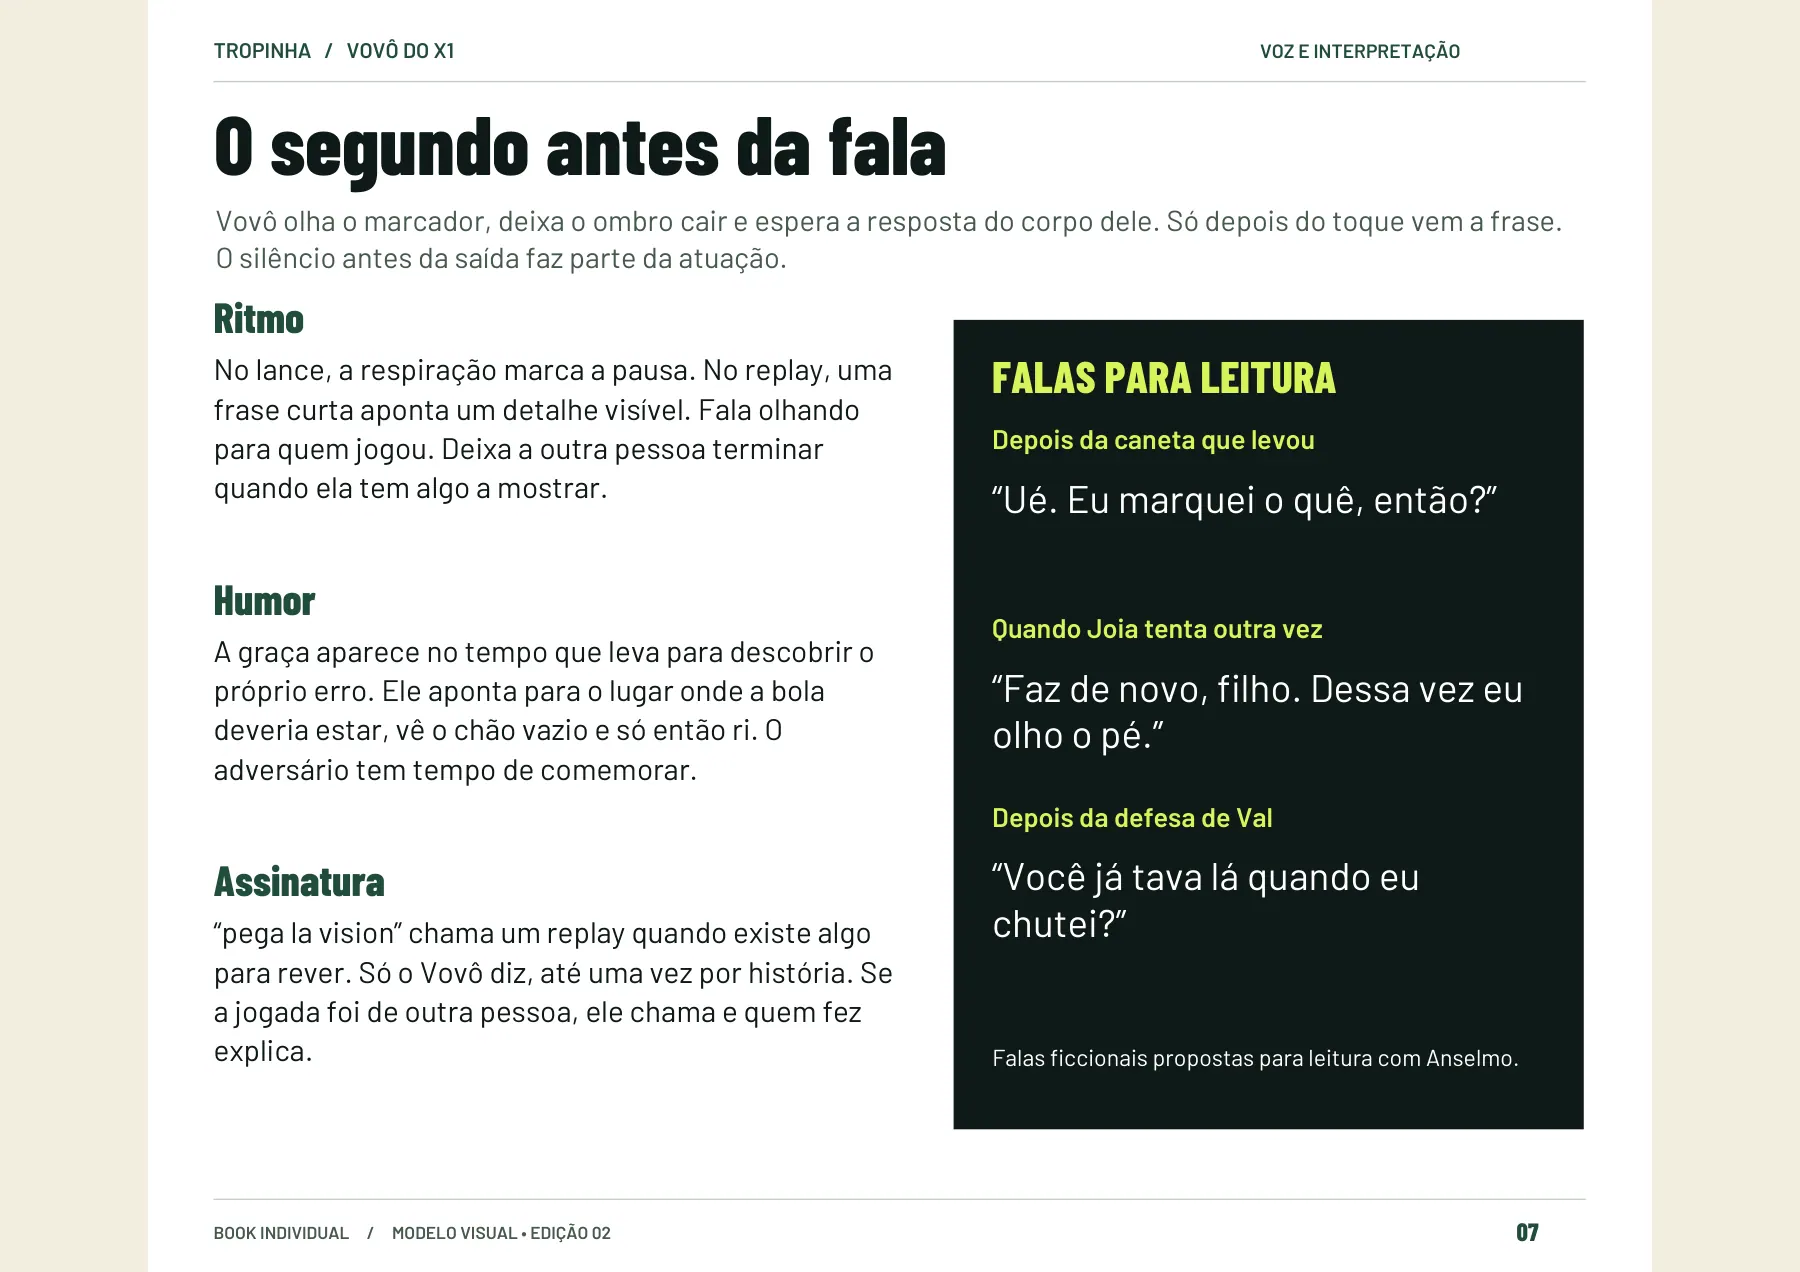 TROPINHA / VOVÔ DO X1
VOZ E INTERPRETAÇÃO
O segundo antes da fala
Vovô olha o marcador, deixa o ombro cair e espera a resposta do corpo dele. Só depois do toque vem a frase.
O silêncio antes da saída faz parte da atuação.
Ritmo
No lance, a respiração marca a pausa. No replay, uma
frase curta aponta um detalhe visível. Fala olhando
para quem jogou. Deixa a outra pessoa terminar
quando ela tem algo a mostrar.
Humor
A graça aparece no tempo que leva para descobrir o
próprio erro. Ele aponta para o lugar onde a bola
deveria estar, vê o chão vazio e só então ri. O
adversário tem tempo de comemorar.
Assinatura
“pega la vision” chama um replay quando existe algo
para rever. Só o Vovô diz, até uma vez por história. Se
a jogada foi de outra pessoa, ele chama e quem fez
explica.
FALAS PARA LEITURA
Depois da caneta que levou
“Ué. Eu marquei o quê, então?”
Quando Joia tenta outra vez
“Faz de novo, filho. Dessa vez eu
olho o pé.”
Depois da defesa de Val
“Você já tava lá quando eu
chutei?”
Falas ficcionais propostas para leitura com Anselmo.
BOOK INDIVIDUAL / MODELO VISUAL • EDIÇÃO 02
07